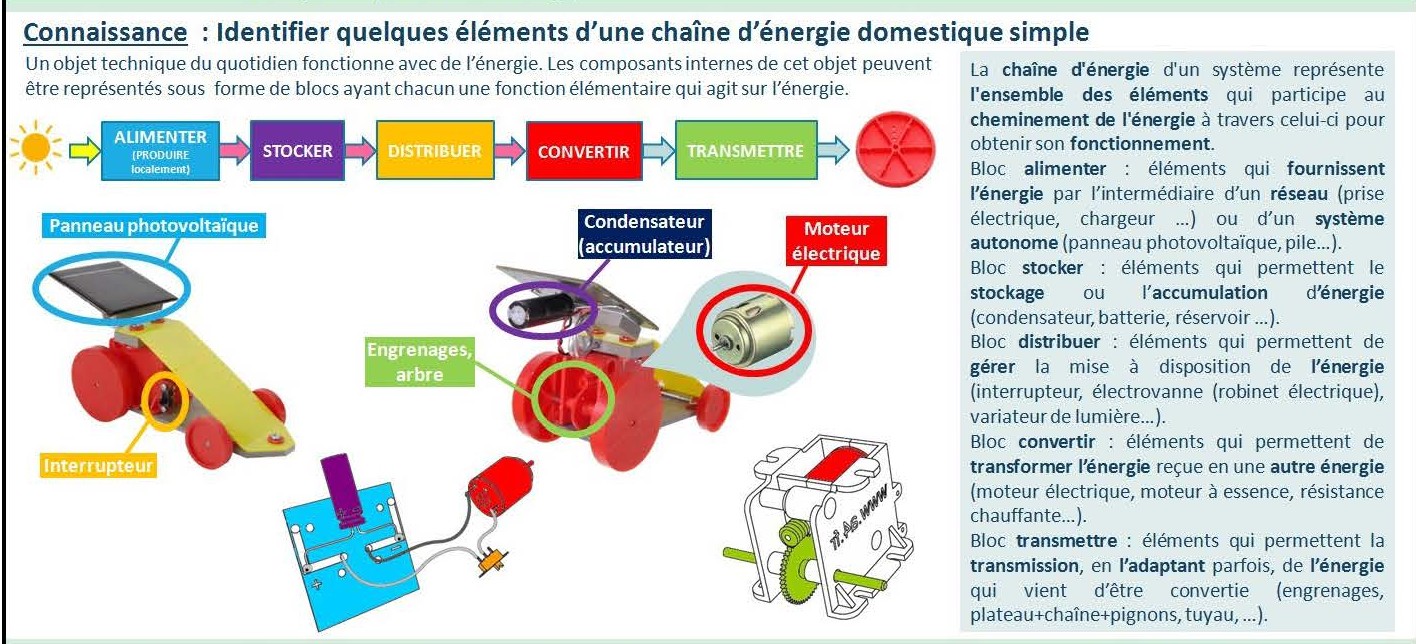 Connaissance : Identifier quelques éléments d’une chaîne d’énergie domestique simple
Un objet technique du quotidien fonctionne avec de l’énergie. Les composants internes de cet objet peuvent
être représentés sous forme de blocs ayant chacun une fonction élémentaire qui agit sur l’énergie.
ALIMENTER
(PRODUIRE
localement)
STOCKER
DISTRIBUER
CONVERTIR
TRANSMETTRE
Panneau photovoltaïque
Condensateur
(accumulateur)
Moteur
électrique
Engrenages,
arbre
Interrupteur
La chaîne d'énergie d'un système représente
l'ensemble des éléments qui participe au
cheminement de l'énergie à travers celui-ci pour
obtenir son fonctionnement.
Bloc alimenter : éléments qui fournissent
l’énergie par l’intermédiaire d’un réseau (prise
électrique, chargeur ...) ou d’un système
autonome (panneau photovoltaïque, pile...).
Bloc stocker : éléments qui permettent le
stockage ou l’accumulation d’énergie
(condensateur, batterie, réservoir ...).
Bloc distribuer : éléments qui permettent de
gérer la mise à disposition de l’énergie
(interrupteur, électrovanne (robinet électrique),
variateur de lumière...).
Bloc convertir : éléments qui permettent de
transformer l’énergie reçue en une autre énergie
(moteur électrique, moteur à essence, résistance
chauffante...).
Bloc transmettre : éléments qui permettent la
transmission, en l’adaptant parfois, de l’énergie
qui vient d’être convertie (engrenages,
plateau+chaîne+pignons, tuyau, ...).